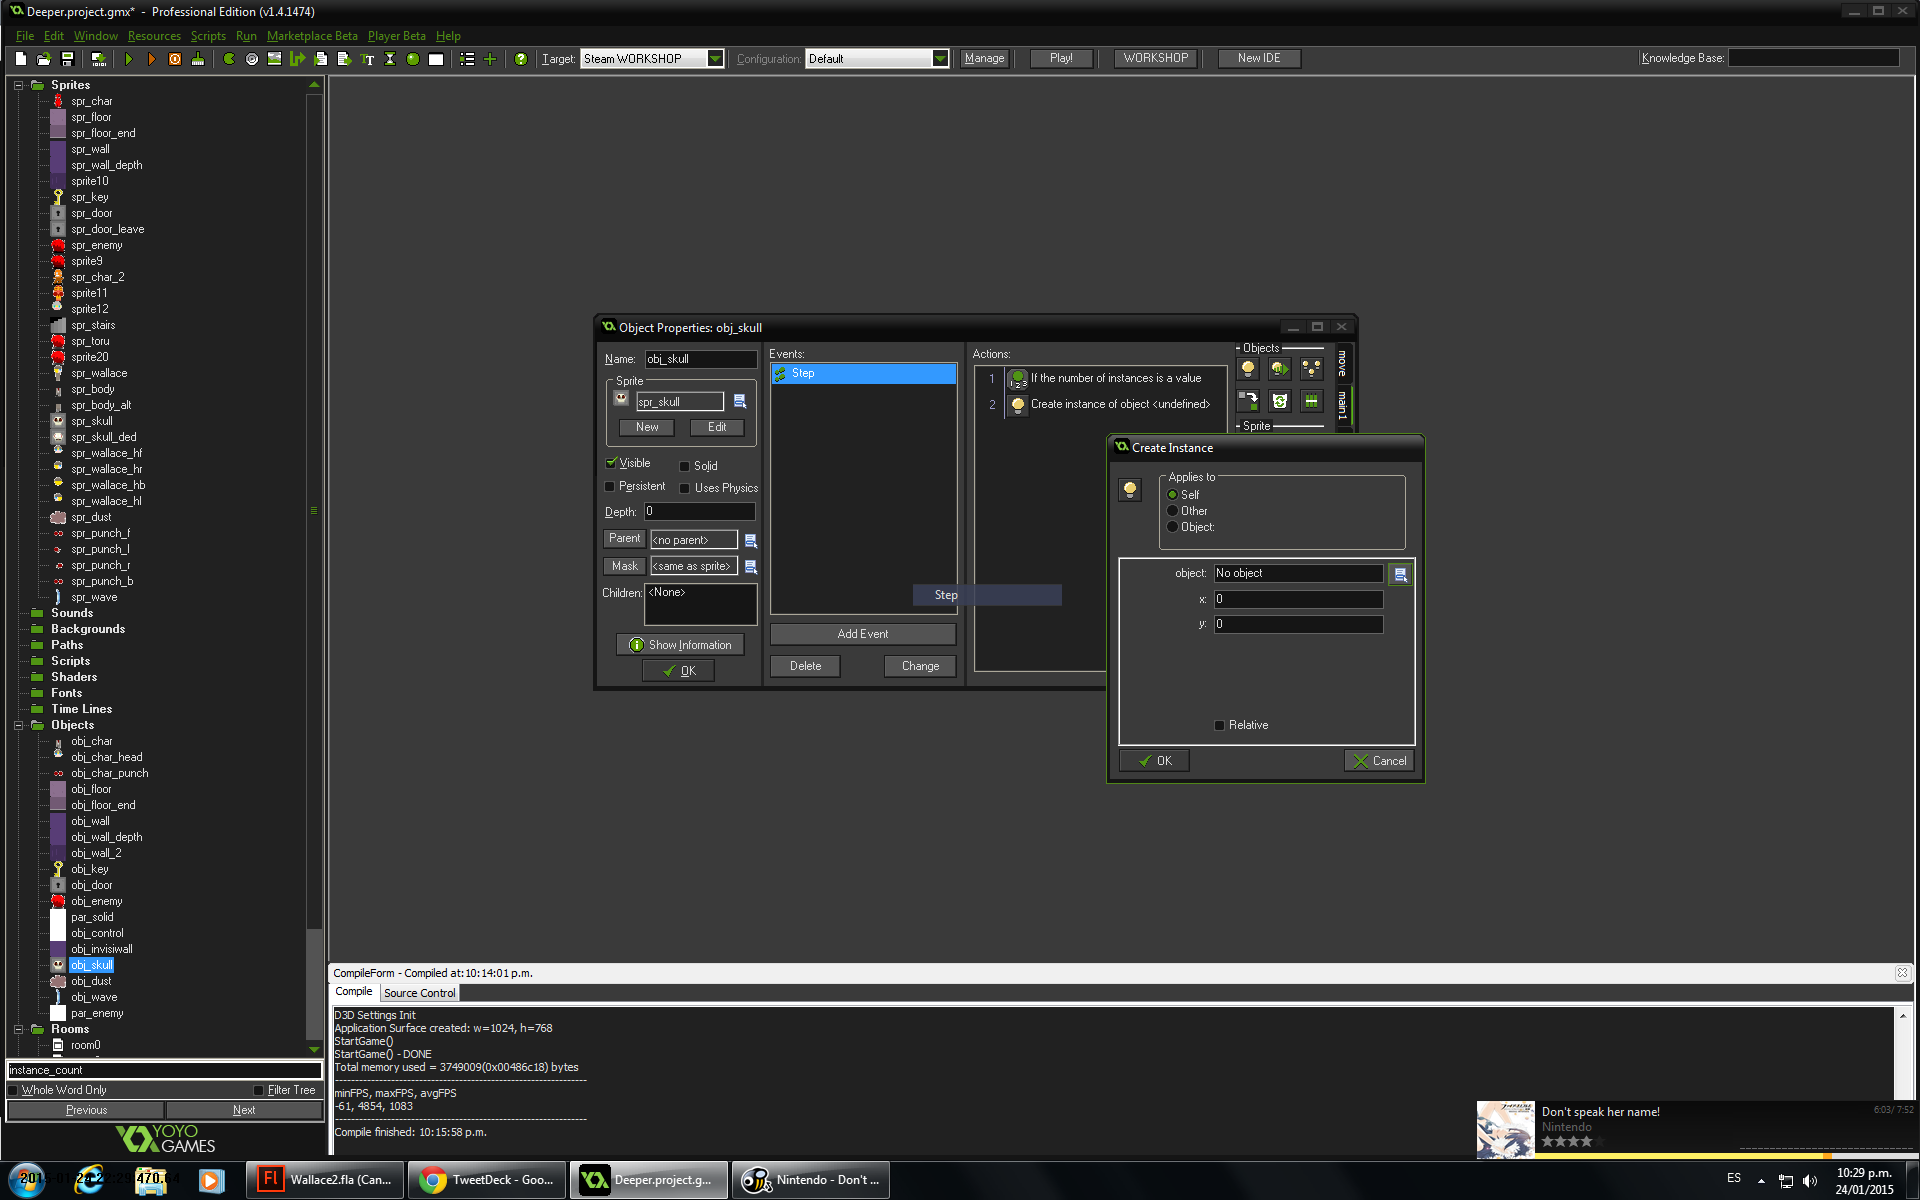 Deeper.project.gmx* - Professional Edition (v1.4.1474)
File Edit Window Resources Scripts Run Marketplace Beta Player Beta Help
Target: Steam WORKSHOP Configuration: Default Manage Play! WORKSHOP New IDE Knowledge Base:
Sprites
spr_char
spr_floor
spr_floor_end
spr_wall
spr_wall_depth
sprite10
spr_key
spr_door
spr_door_leave
spr_enemy
sprite9
spr_char_2
sprite11
sprite12
spr_stairs
spr_toru
sprite20
spr_wallace
spr_body
spr_body_alt
spr_skull
spr_skull_ded
spr_wallace_hf
spr_wallace_hr
spr_wallace_hb
spr_wallace_hl
spr_dust
spr_punch_f
spr_punch_l
spr_punch_r
spr_punch_b
spr_wave
Sounds
Backgrounds
Paths
Scripts
Shaders
Fonts
Time Lines
Objects
obj_char
obj_char_head
obj_char_punch
obj_floor
obj_floor_end
obj_wall
obj_wall_depth
obj_wall_2
obj_key
obj_door
obj_enemy
par_solid
obj_control
obj_invisiwall
obj_skull
obj_dust
obj_wave
par_enemy
Rooms
room0
instance_count
Whole Word Only Filter Tree
Previous Next
YOYO GAMES
Object Properties: obj_skull
Name: obj_skull
Sprite
spr_skull
New Edit
Visible Solid
Persistent Uses Physics
Depth: 0
Parent <no parent>
Mask <same as sprite>
Children: <None>
Show Information
OK
Events:
Step
Step
Add Event
Delete Change
Actions:
1 If the number of instances is a value
2 Create instance of object <undefined>
Objects
Sprite
move
main1
Create Instance
Applies to
Self
Other
Object:
object: No object
x: 0
y: 0
Relative
OK Cancel
CompileForm - Compiled at:10:14:01 p.m.
Compile Source Control
D3D Settings Init
Application Surface created: w=1024, h=768
StartGame()
StartGame() - DONE
Total memory used = 3749009(0x00486c18) bytes
minFPS, maxFPS, avgFPS
-61, 4854, 1083
Compile finished: 10:15:58 p.m.
Don't speak her name! 6:03/ 7:52
Nintendo
Wallace2.fla (Can... TweetDeck - Goo... Deeper.project.g... Nintendo - Don't ...
ES
10:29 p.m.
24/01/2015